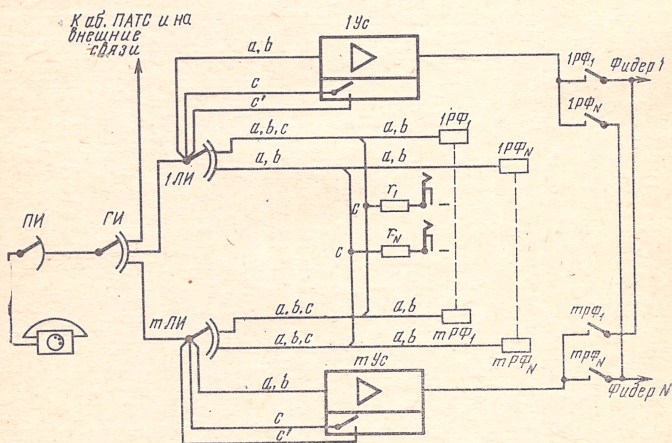 К аб. ПАТС и на
внешние
связи
1Ус
a, b
c
c'
1РФ₁
Фидер 1
1РФN
a, b, c
a, b
1РФ₁
a, b
a, b
1РФN
1ЛИ
r₁
c
ПИ
ГИ
rN
c
a, b, c
a, b
mРФ₁
mРФ₁
mЛИ
a, b, c
a, b
mРФN
mРФN
Фидер N
mУс
a, b
c
c'